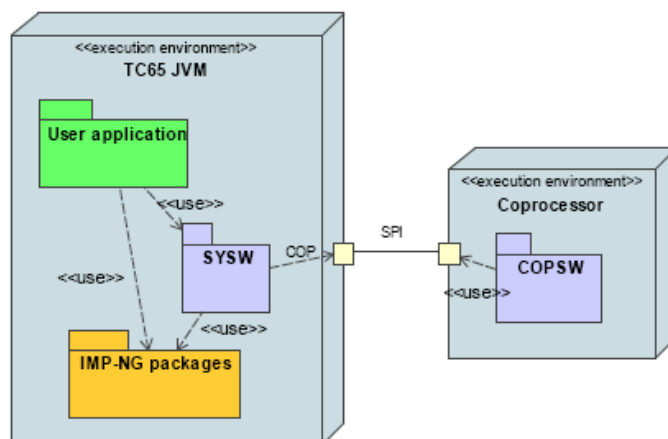 <<execution environment>>
TC65 JVM
User application
<<use>>
SYSW
COP
SPI
<<use>>
<<use>>
IMP-NG packages
<<execution environment>>
Coprocessor
COPSW
<<use>>